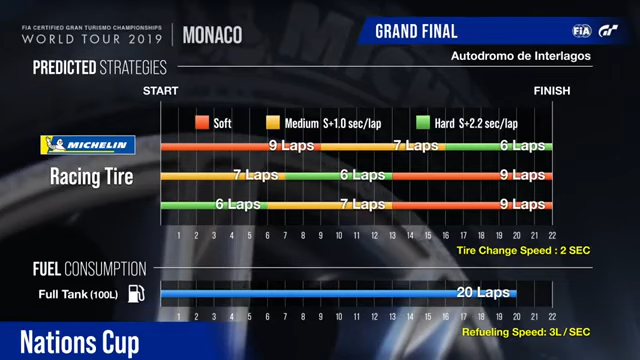 FIA CERTIFIED GRAN TURISMO CHAMPIONSHIPS
WORLD TOUR 2019
MONACO
GRAND FINAL
FIA GT
Autodromo de Interlagos
PREDICTED STRATEGIES
START
FINISH
Soft
Medium S+1.0 sec/lap
Hard S+2.2 sec/lap
MICHELIN
Racing Tire
9 Laps 7 Laps 6 Laps
7 Laps 6 Laps 9 Laps
6 Laps 7 Laps 9 Laps
1 2 3 4 5 6 7 8 9 10 11 12 13 14 15 16 17 18 19 20 21 22
Tire Change Speed : 2 SEC
FUEL CONSUMPTION
Full Tank (100L)
20 Laps
1 2 3 4 5 6 7 8 9 10 11 12 13 14 15 16 17 18 19 20 21 22
Refueling Speed: 3L / SEC
Nations Cup